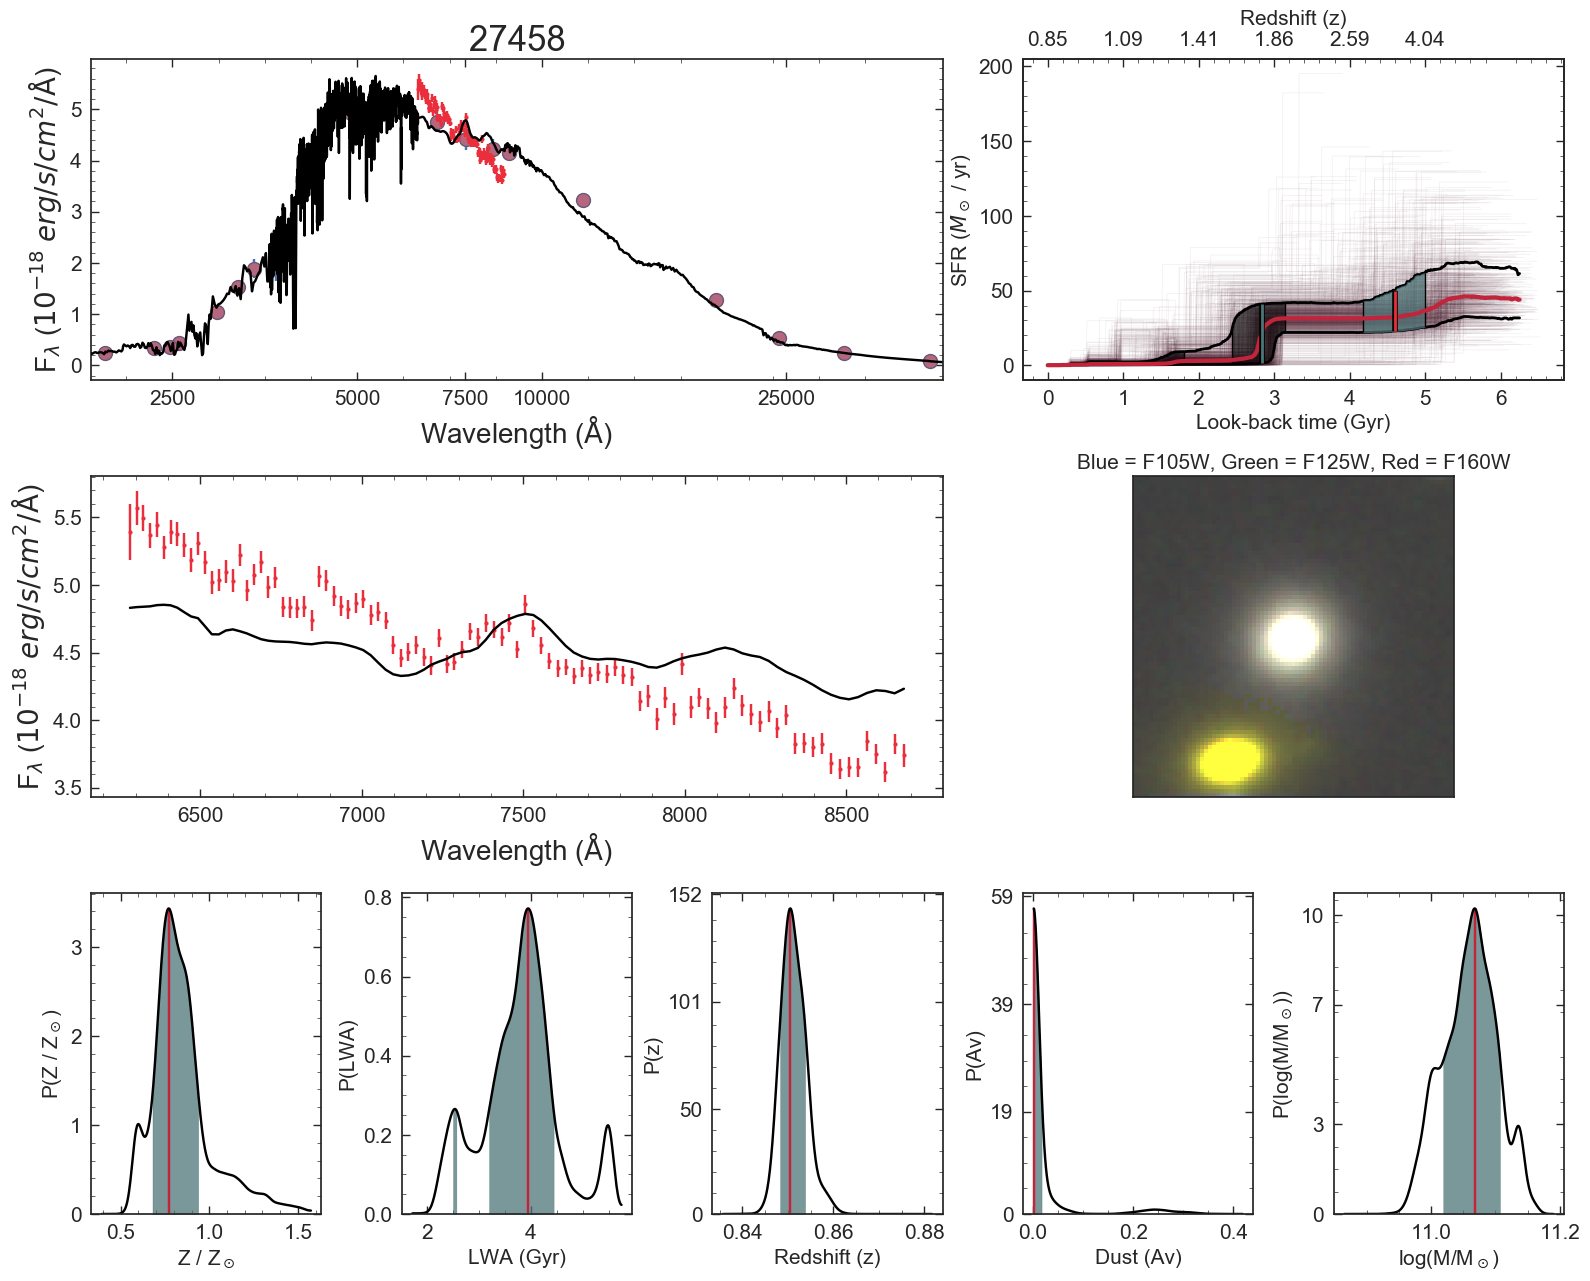 27458
F_λ (10^−18 erg/s/cm^2/Å)
0 1 2 3 4 5
2500 5000 7500 10000 25000
Wavelength (Å)
Redshift (z)
0.85 1.09 1.41 1.86 2.59 4.04
SFR (M_⊙ / yr)
0 50 100 150 200
0 1 2 3 4 5 6
Look-back time (Gyr)
F_λ (10^−18 erg/s/cm^2/Å)
3.5 4.0 4.5 5.0 5.5
6500 7000 7500 8000 8500
Wavelength (Å)
Blue = F105W, Green = F125W, Red = F160W
P(Z / Z_⊙)
0 1 2 3
0.5 1.0 1.5
Z / Z_⊙
P(LWA)
0.0 0.2 0.4 0.6 0.8
2 4
LWA (Gyr)
P(z)
0 50 101 152
0.84 0.86 0.88
Redshift (z)
P(Av)
0 19 39 59
0.0 0.2 0.4
Dust (Av)
P(log(M/M_⊙))
0 3 7 10
11.0 11.2
log(M/M_⊙)